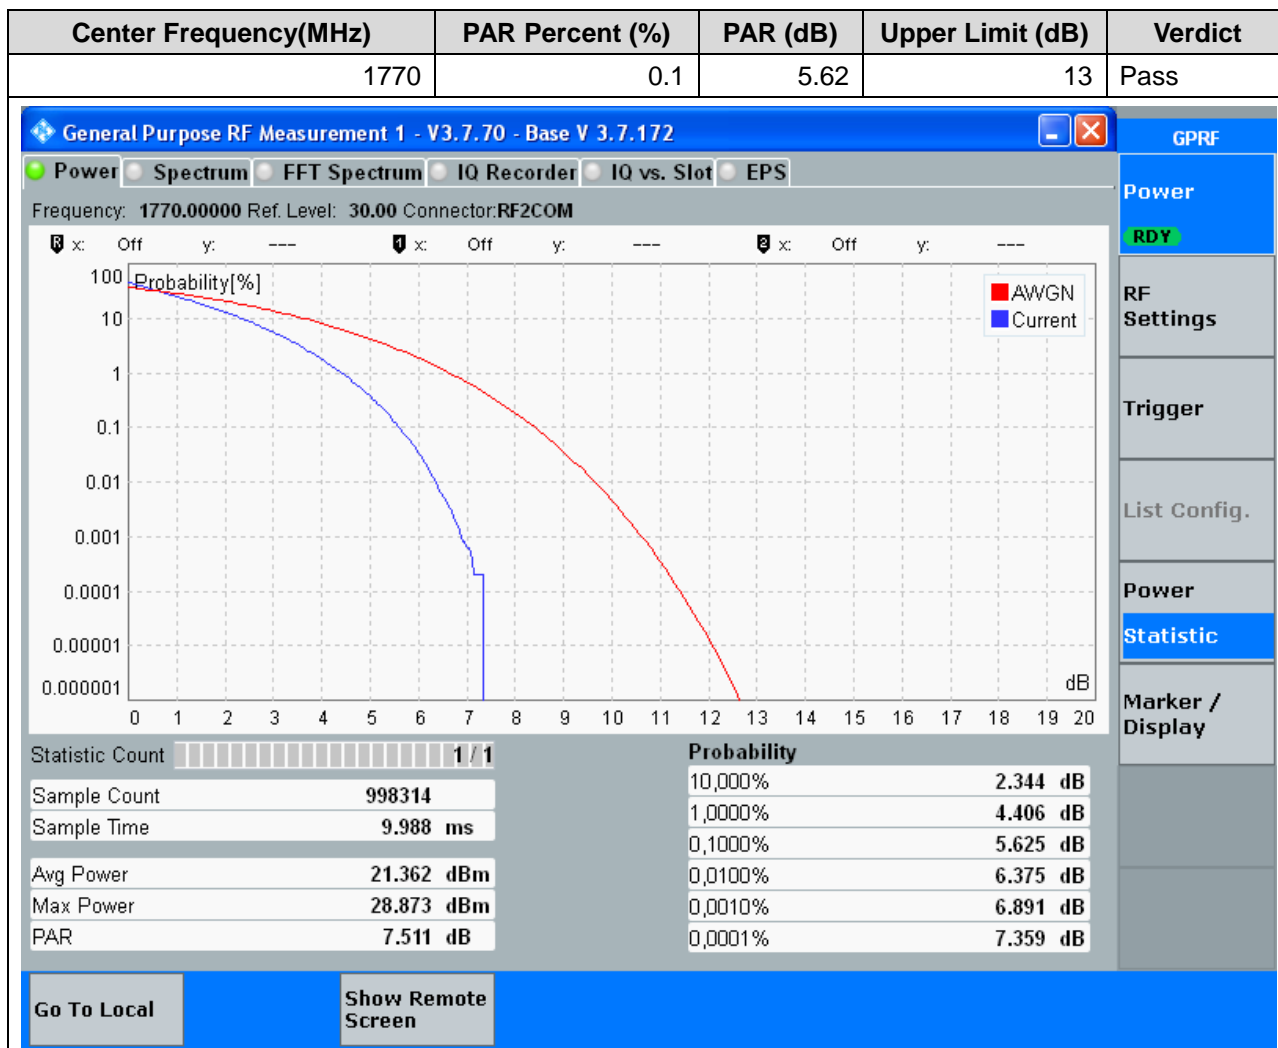 Center Frequency(MHz) PAR Percent (%) PAR (dB) Upper Limit (dB) Verdict
1770 0.1 5.62 13 Pass
General Purpose RF Measurement 1 - V3.7.70 - Base V 3.7.172
GPRF
Power Spectrum FFT Spectrum IQ Recorder IQ vs. Slot EPS
Frequency: 1770.00000 Ref. Level: 30.00 Connector:RF2COM
R x: Off y: --- 1 x: Off y: --- 2 x: Off y: ---
Probability[%]
AWGN
Current
100
10
1
0.1
0.01
0.001
0.0001
0.00001
0.000001
dB
0 1 2 3 4 5 6 7 8 9 10 11 12 13 14 15 16 17 18 19 20
Statistic Count 1 / 1
Sample Count 998314
Sample Time 9.988 ms
Avg Power 21.362 dBm
Max Power 28.873 dBm
PAR 7.511 dB
Probability
10,000% 2.344 dB
1,0000% 4.406 dB
0,1000% 5.625 dB
0,0100% 6.375 dB
0,0010% 6.891 dB
0,0001% 7.359 dB
Power
RDY
RF
Settings
Trigger
List Config.
Power
Statistic
Marker /
Display
Go To Local
Show Remote
Screen